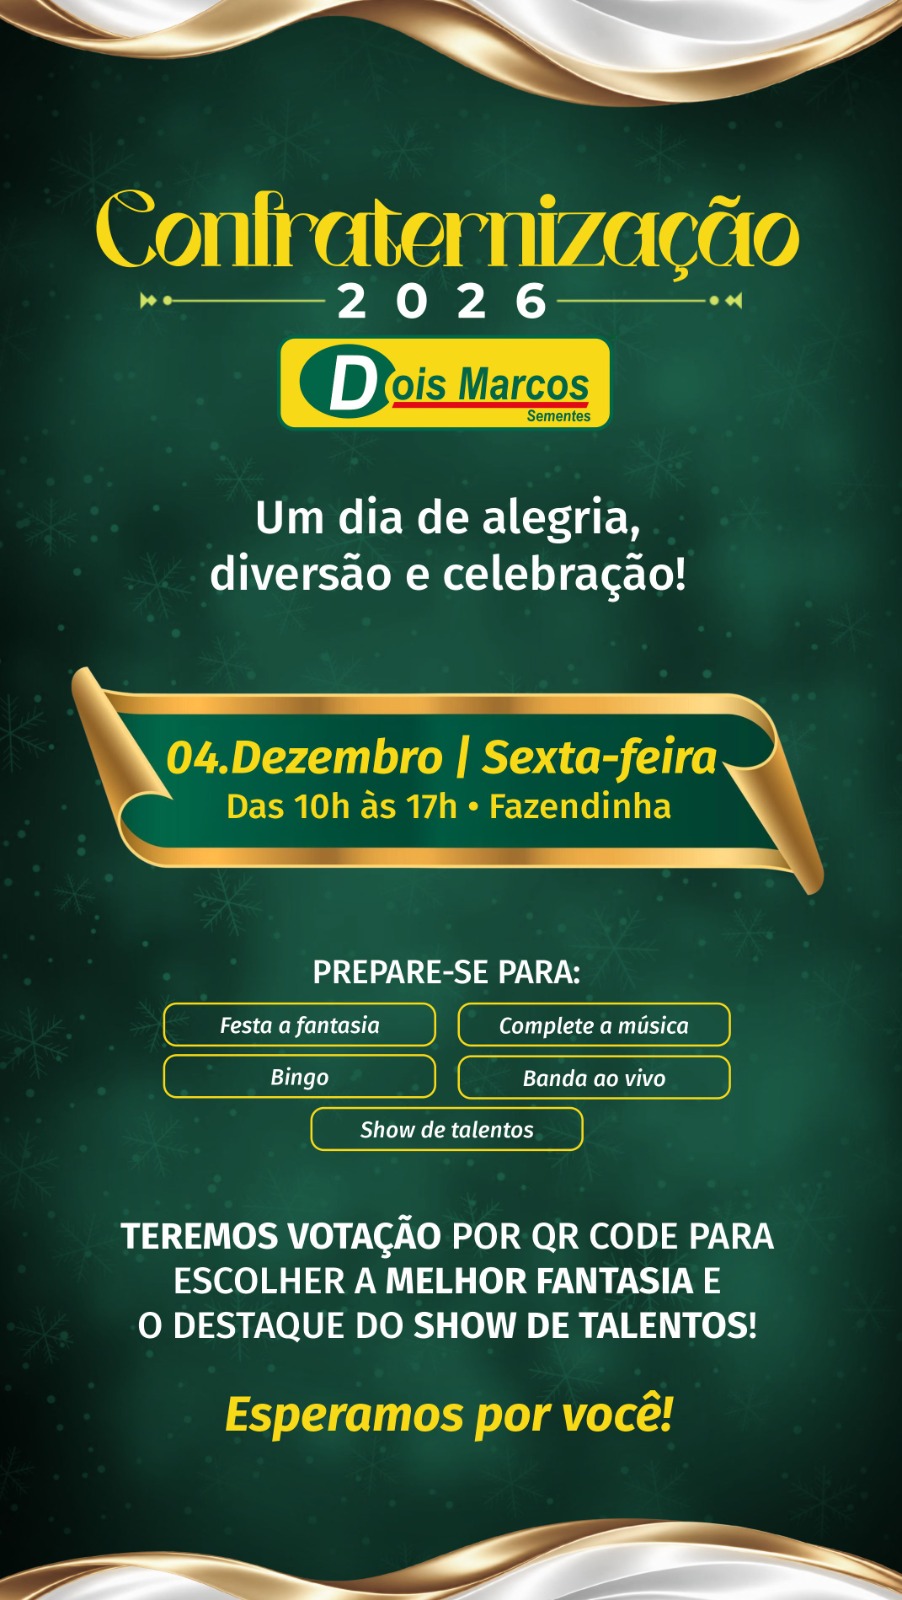 Confraternização
2026
Dois Marcos
Sementes
Um dia de alegria,
diversão e celebração!
04.Dezembro | Sexta-feira
Das 10h às 17h • Fazendinha
PREPARE-SE PARA:
Festa a fantasia
Complete a música
Bingo
Banda ao vivo
Show de talentos
TEREMOS VOTAÇÃO POR QR CODE PARA
ESCOLHER A MELHOR FANTASIA E
O DESTAQUE DO SHOW DE TALENTOS!
Esperamos por você!